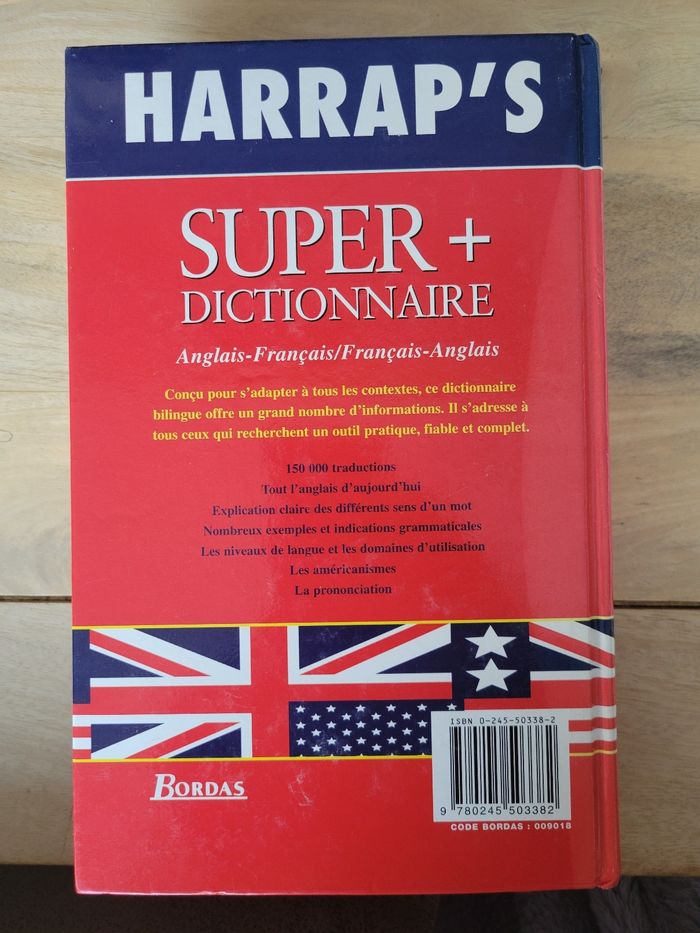 HARRAP'S
SUPER +
DICTIONNAIRE
Anglais-Français/Français-Anglais
Conçu pour s'adapter à tous les contextes, ce dictionnaire
bilingue offre un grand nombre d'informations. Il s'adresse à
tous ceux qui recherchent un outil pratique, fiable et complet.
150 000 traductions
Tout l'anglais d'aujourd'hui
Explication claire des différents sens d'un mot
Nombreux exemples et indications grammaticales
Les niveaux de langue et les domaines d'utilisation
Les américanismes
La prononciation
ISBN 0-245-50338-2
9 780245 503382
CODE BORDAS : 009018
BORDAS